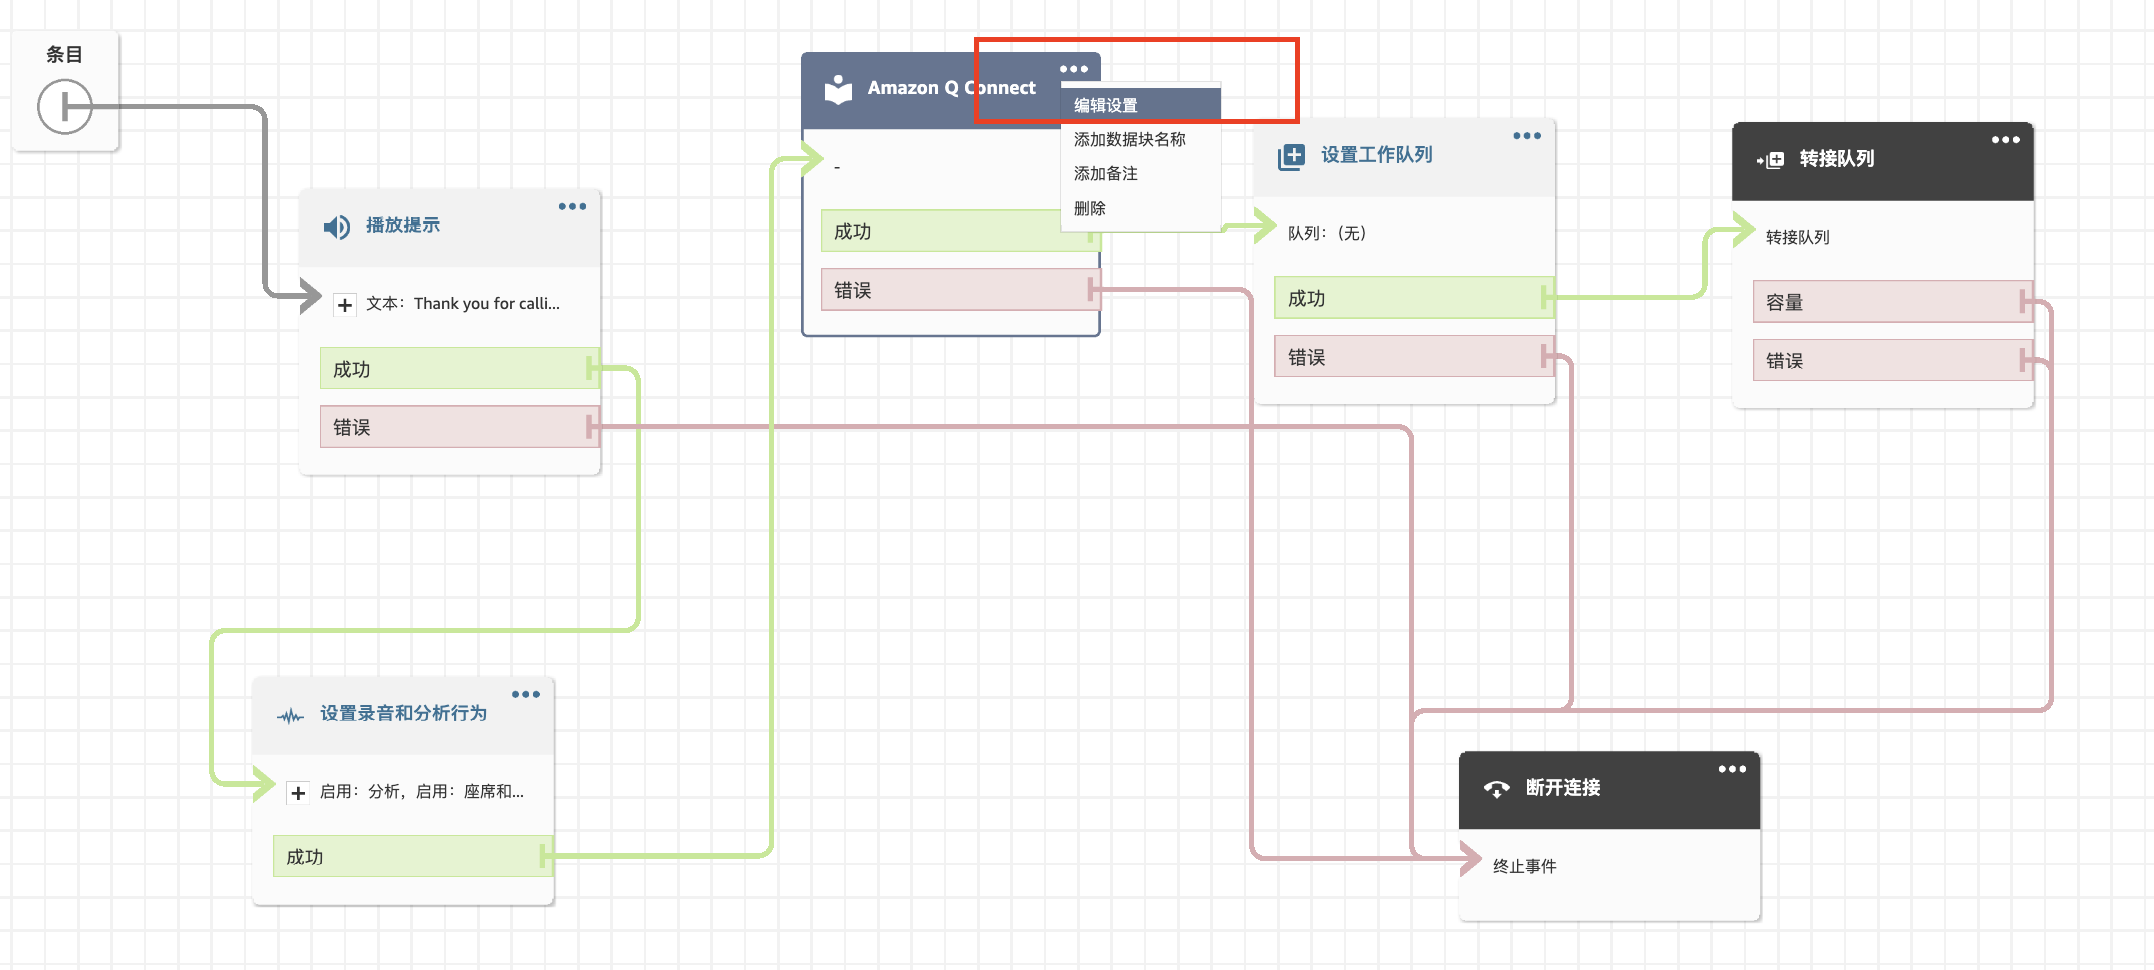 条目
播放提示
文本：Thank you for calli...
成功
错误
设置录音和分析行为
启用：分析，启用：座席和...
成功
Amazon Q Connect
-
成功
错误
编辑设置
添加数据块名称
添加备注
删除
设置工作队列
队列：(无)
成功
错误
转接队列
转接队列
容量
错误
断开连接
终止事件